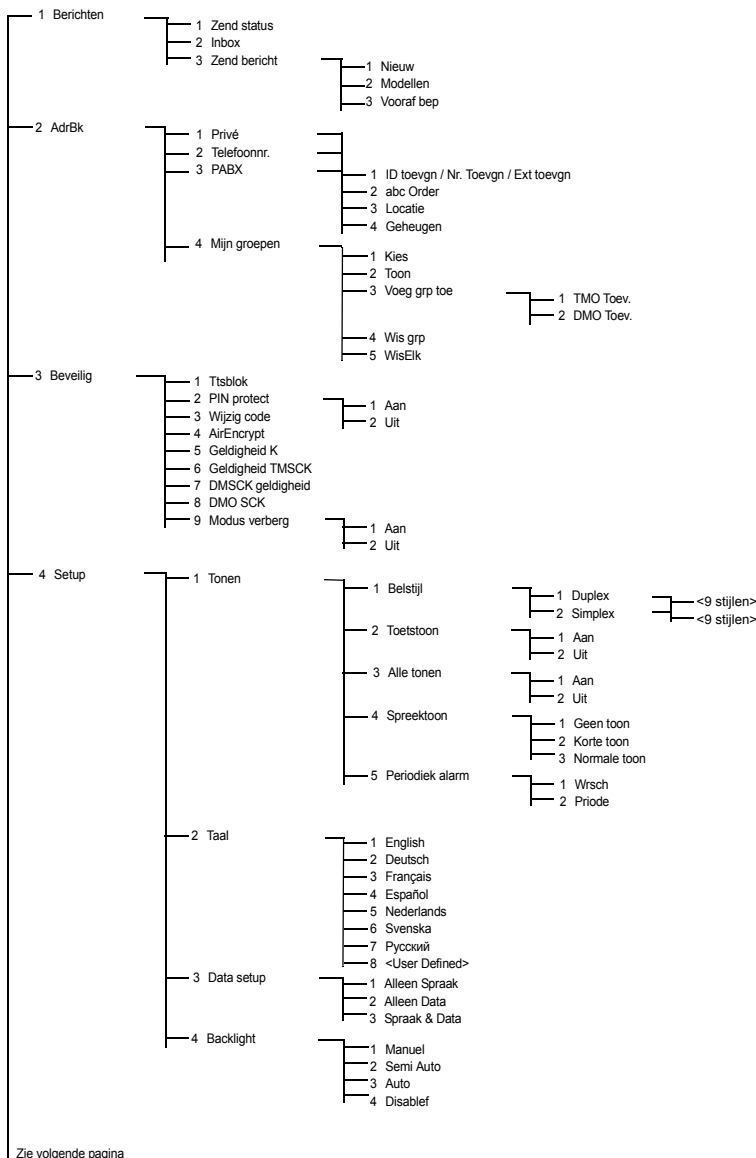 1 Berichten
1 Zend status
2 Inbox
3 Zend bericht
1 Nieuw
2 Modellen
3 Vooraf bep
2 AdrBk
1 Privé
2 Telefoonnr.
3 PABX
1 ID toevgn / Nr. Toevgn / Ext toevgn
2 abc Order
3 Locatie
4 Geheugen
4 Mijn groepen
1 Kies
2 Toon
3 Voeg grp toe
1 TMO Toev.
2 DMO Toev.
4 Wis grp
5 WisElk
3 Beveilig
1 Ttsblok
2 PIN protect
1 Aan
2 Uit
3 Wijzig code
4 AirEncrypt
5 Geldigheid K
6 Geldigheid TMSCK
7 DMSCK geldigheid
8 DMO SCK
9 Modus verberg
1 Aan
2 Uit
4 Setup
1 Tonen
1 Belstijl
1 Duplex
<9 stijlen>
2 Simplex
<9 stijlen>
2 Toetstoon
1 Aan
2 Uit
3 Alle tonen
1 Aan
2 Uit
4 Spreektoon
1 Geen toon
2 Korte toon
3 Normale toon
5 Periodiek alarm
1 Wrsch
2 Priode
2 Taal
1 English
2 Deutsch
3 Français
4 Español
5 Nederlands
6 Svenska
7 Русский
8 <User Defined>
3 Data setup
1 Alleen Spraak
2 Alleen Data
3 Spraak & Data
4 Backlight
1 Manuel
2 Semi Auto
3 Auto
4 Disablef
Zie volgende pagina